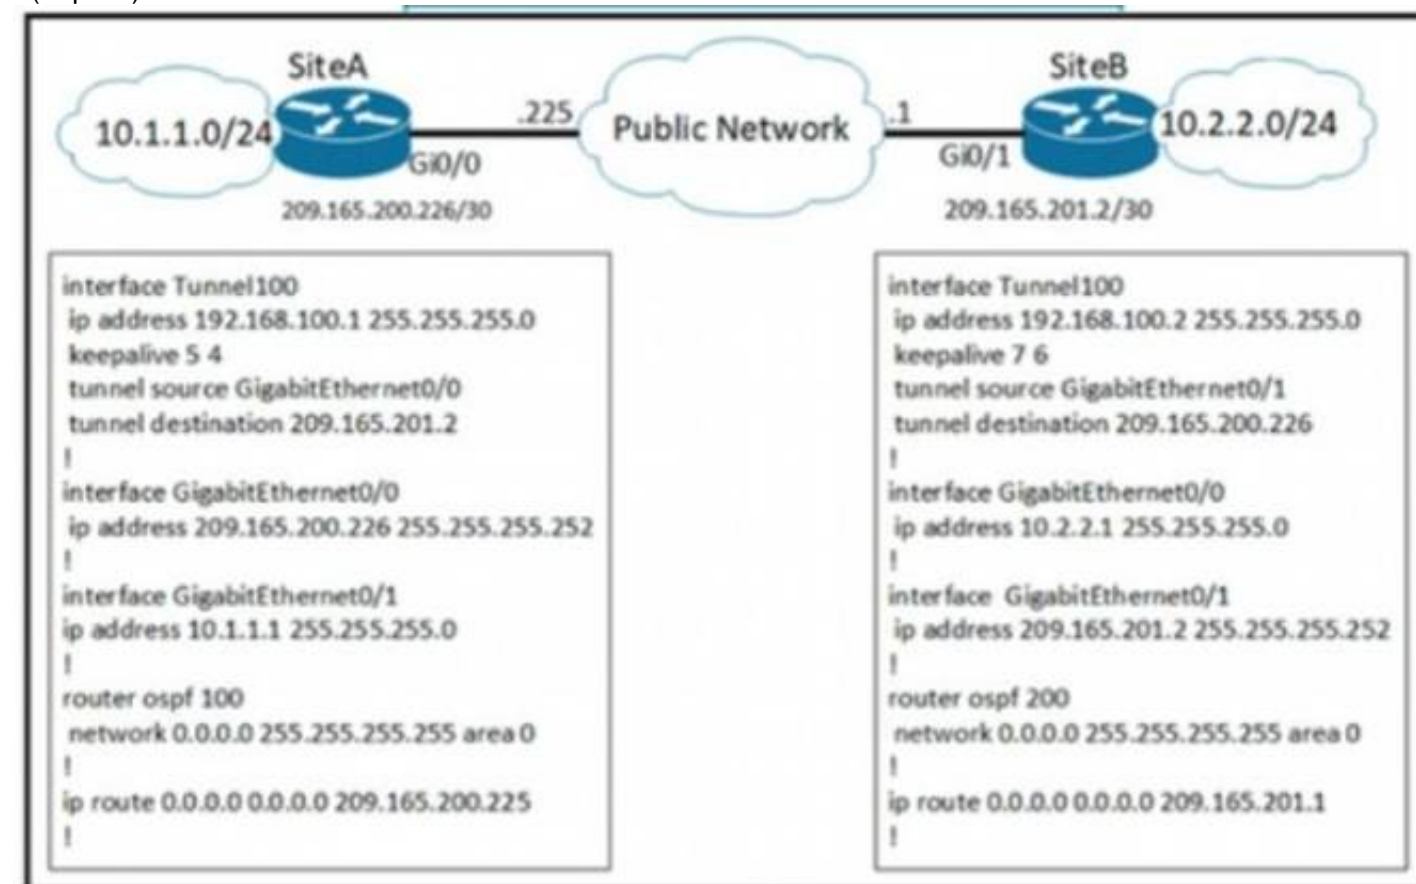 SiteA
SiteB
10.1.1.0/24
.225
Public Network
.1
10.2.2.0/24
Gi0/0
Gi0/1
209.165.200.226/30
209.165.201.2/30
interface Tunnel100
ip address 192.168.100.1 255.255.255.0
keepalive 5 4
tunnel source GigabitEthernet0/0
tunnel destination 209.165.201.2
!
interface GigabitEthernet0/0
ip address 209.165.200.226 255.255.255.252
!
interface GigabitEthernet0/1
ip address 10.1.1.1 255.255.255.0
!
router ospf 100
network 0.0.0.0 255.255.255.255 area 0
!
ip route 0.0.0.0 0.0.0.0 209.165.200.225
!
interface Tunnel100
ip address 192.168.100.2 255.255.255.0
keepalive 7 6
tunnel source GigabitEthernet0/1
tunnel destination 209.165.200.226
!
interface GigabitEthernet0/0
ip address 10.2.2.1 255.255.255.0
!
interface GigabitEthernet0/1
ip address 209.165.201.2 255.255.255.252
!
router ospf 200
network 0.0.0.0 255.255.255.255 area 0
!
ip route 0.0.0.0 0.0.0.0 209.165.201.1
!